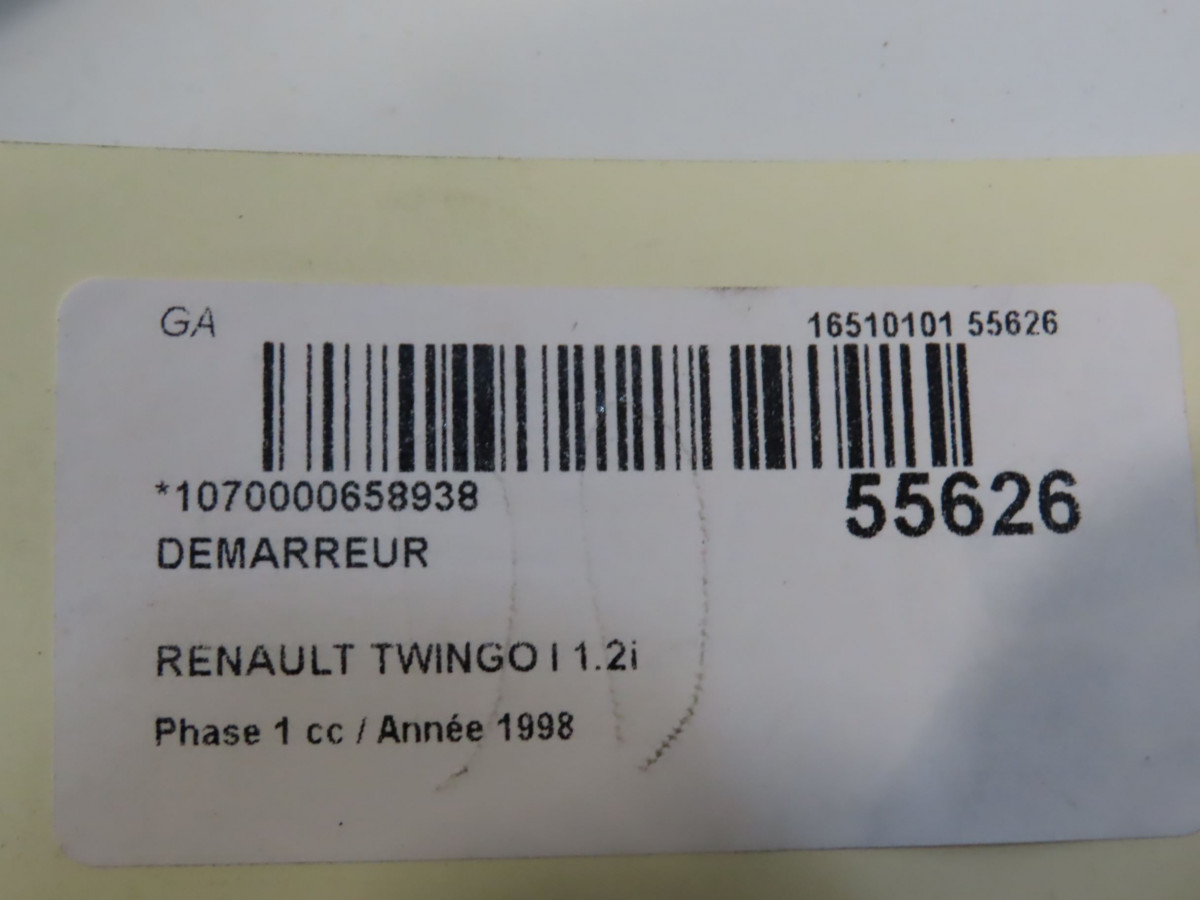 GA 16510101 55626
*1070000658938 55626
DEMARREUR
RENAULT TWINGO I 1.2i
Phase 1 cc / Année 1998